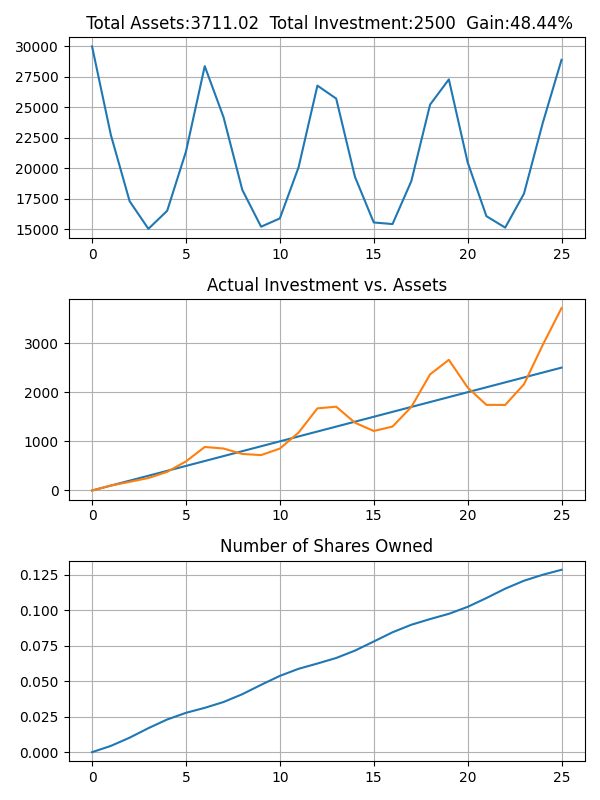 Total Assets:3711.02  Total Investment:2500  Gain:48.44%
30000
27500
25000
22500
20000
17500
15000
0 5 10 15 20 25
Actual Investment vs. Assets
3000
2000
1000
0
0 5 10 15 20 25
Number of Shares Owned
0.125
0.100
0.075
0.050
0.025
0.000
0 5 10 15 20 25